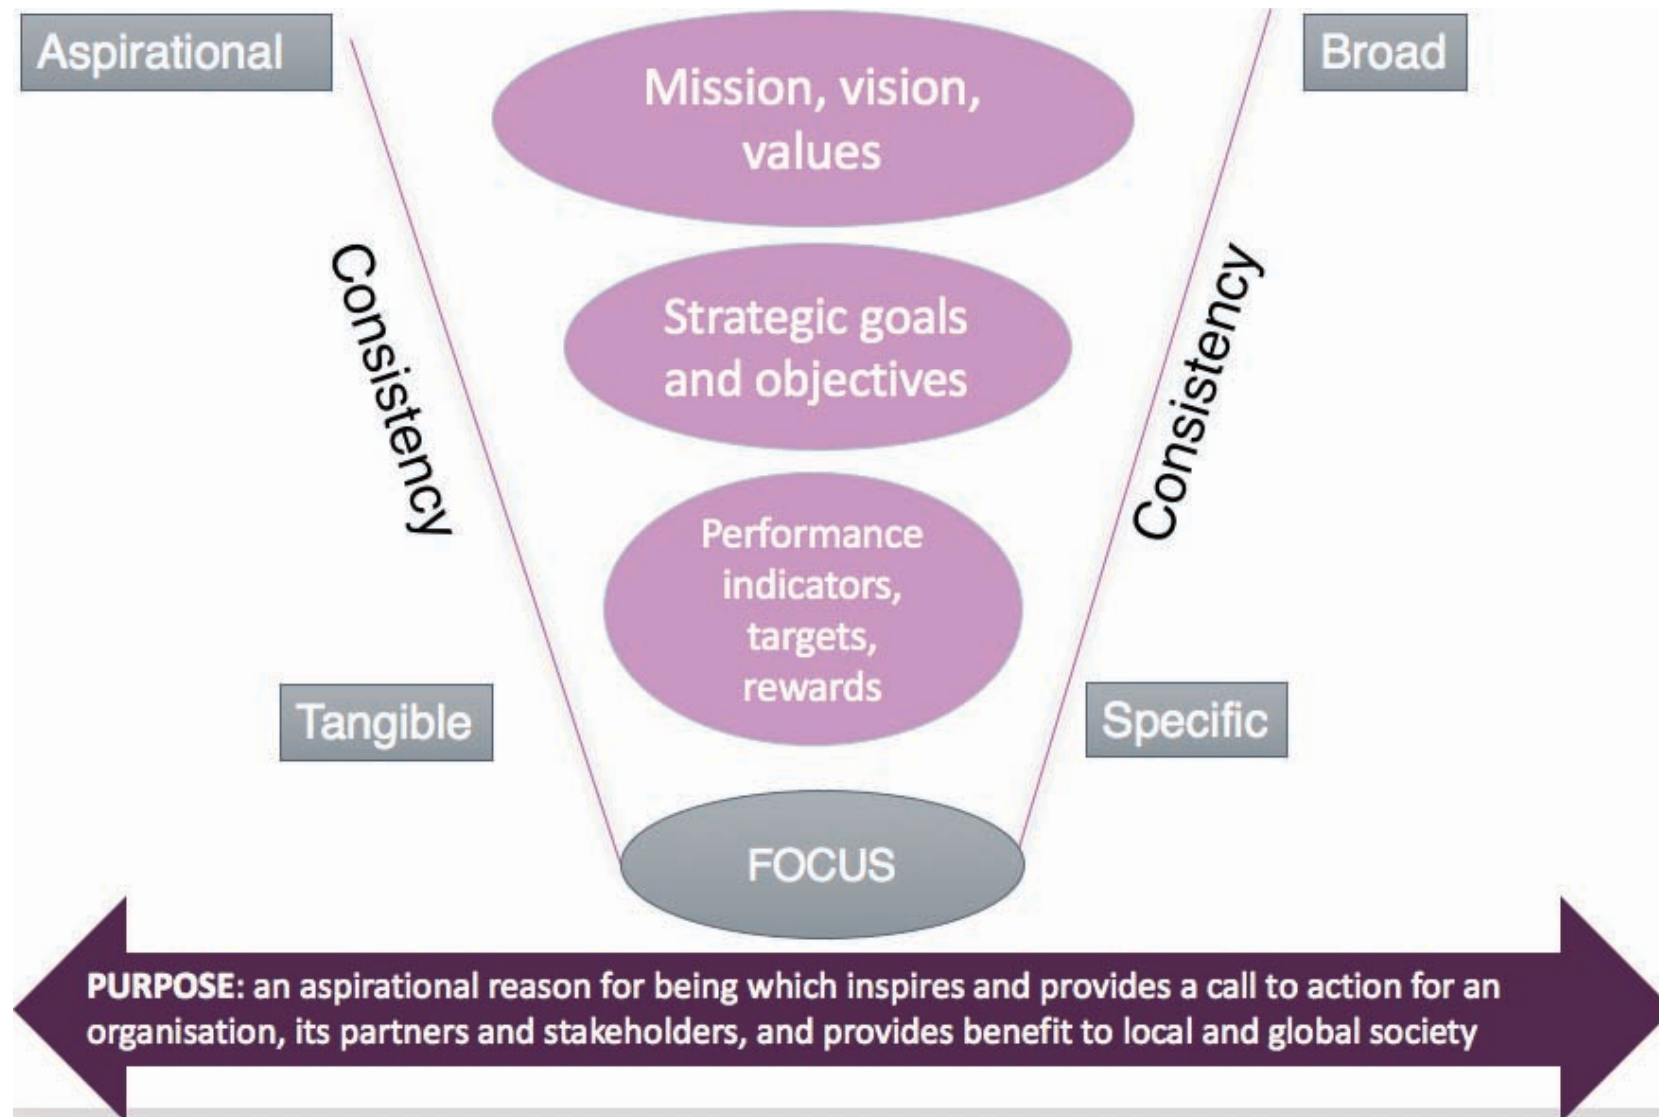 Aspirational
Broad
Mission, vision,
values
Consistency
Consistency
Strategic goals
and objectives
Performance
indicators,
targets,
rewards
Tangible
Specific
FOCUS
PURPOSE: an aspirational reason for being which inspires and provides a call to action for an
organisation, its partners and stakeholders, and provides benefit to local and global society